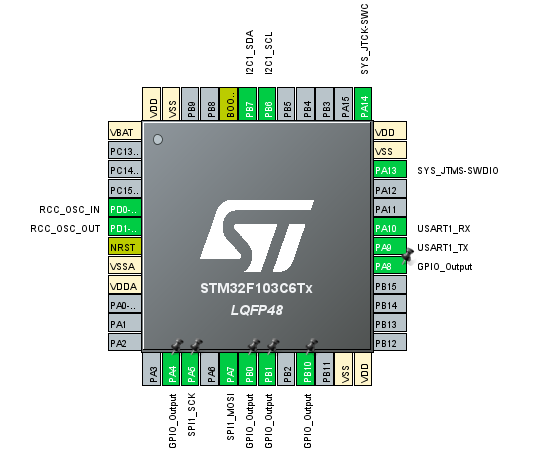 I2C1_SDA
I2C1_SCL
SYS_JTCK-SWC
VDD
VSS
PB9
PB8
BOO..
PB7
PB6
PB5
PB4
PB3
PA15
PA14
VBAT
PC13..
PC14..
PC15..
RCC_OSC_IN PD0-..
RCC_OSC_OUT PD1-..
NRST
VSSA
VDDA
PA0-..
PA1
PA2
ST
STM32F103C6Tx
LQFP48
VDD
VSS
PA13 SYS_JTMS-SWDIO
PA12
PA11
PA10 USART1_RX
PA9 USART1_TX
PA8 GPIO_Output
PB15
PB14
PB13
PB12
PA3
PA4
PA5
PA6
PA7
PB0
PB1
PB2
PB10
PB11
VSS
VDD
GPIO_Output
SPI1_SCK
SPI1_MOSI
GPIO_Output
GPIO_Output
GPIO_Output